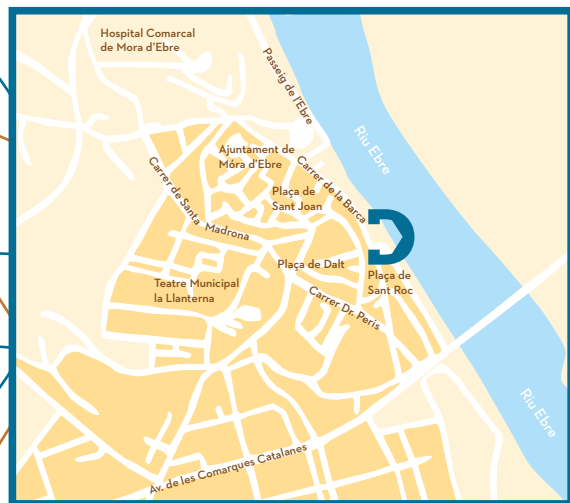 Hospital Comarcal
de Mora d'Ebre
Passeig de l'Ebre
Riu Ebre
Ajuntament de
Móra d'Ebre
Carrer de la Barca
Carrer de Santa Madrona
Plaça de
Sant Joan
Plaça de Dalt
Plaça de
Sant Roc
Teatre Municipal
la Llanterna
Carrer Dr. Peris
Riu Ebre
Av. de les Comarques Catalanes